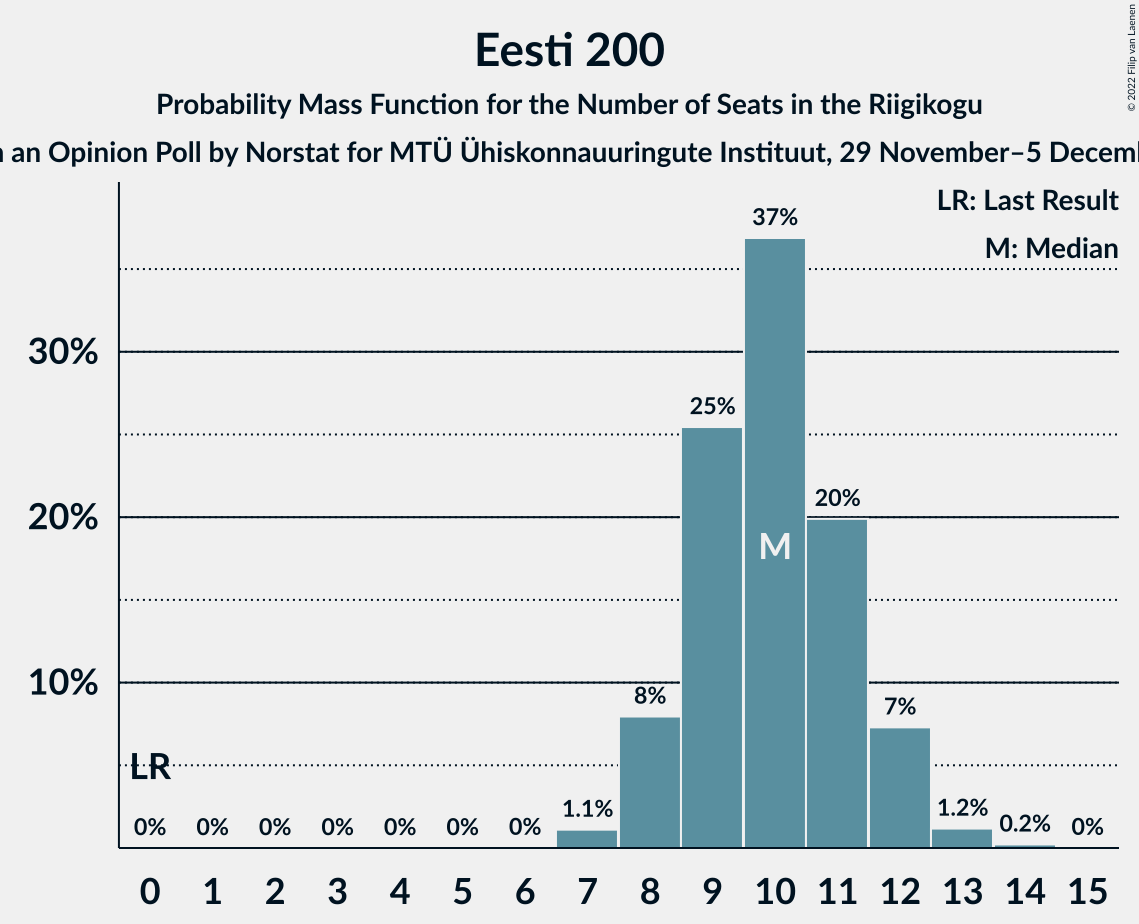 Eesti 200
Probability Mass Function for the Number of Seats in the Riigikogu
an Opinion Poll by Norstat for MTÜ Ühiskonnauuringute Instituut, 29 November–5
© 2022 Filip van Laenen
LR: Last Result
M: Median
37%
30%
25%
20%
20%
M
10%
8%
7%
LR
1.1%
1.2%
0.2%
0% 0% 0% 0% 0% 0% 0% 0%
0 1 2 3 4 5 6 7 8 9 10 11 12 13 14 15